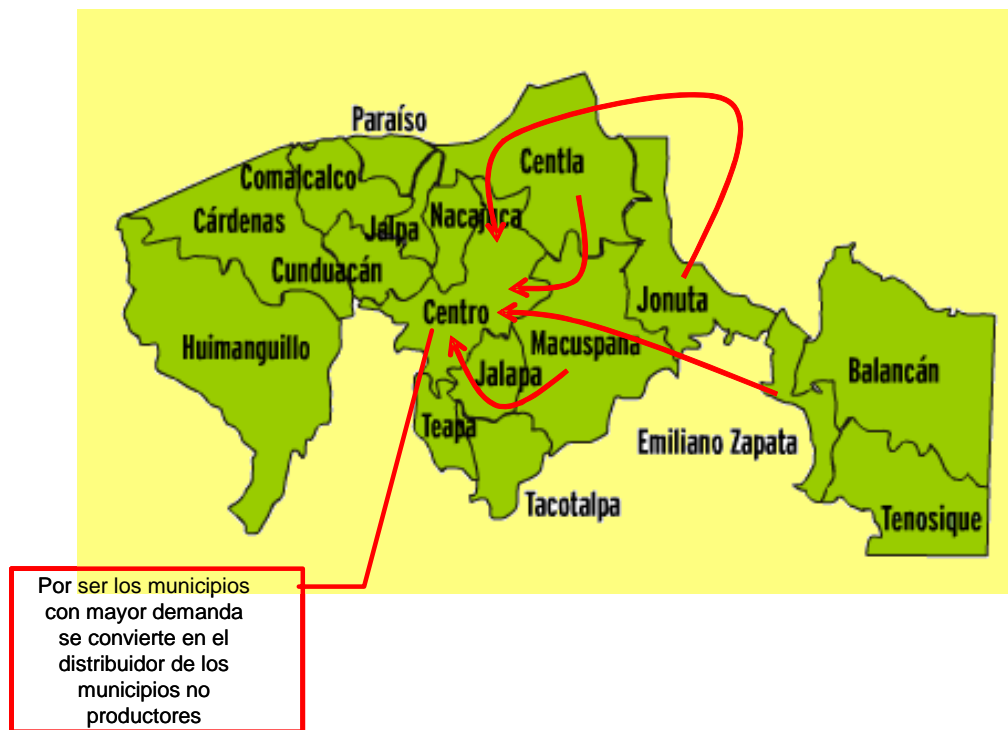 Paraíso
Centla
Comalcalco
Cárdenas
Jalpa
Nacajuca
Cunduacán
Jonuta
Centro
Huimanguillo
Macuspana
Jalapa
Balancán
Teapa
Emiliano Zapata
Tacotalpa
Tenosique
Por ser los municipios
con mayor demanda
se convierte en el
distribuidor de los
municipios no
productores